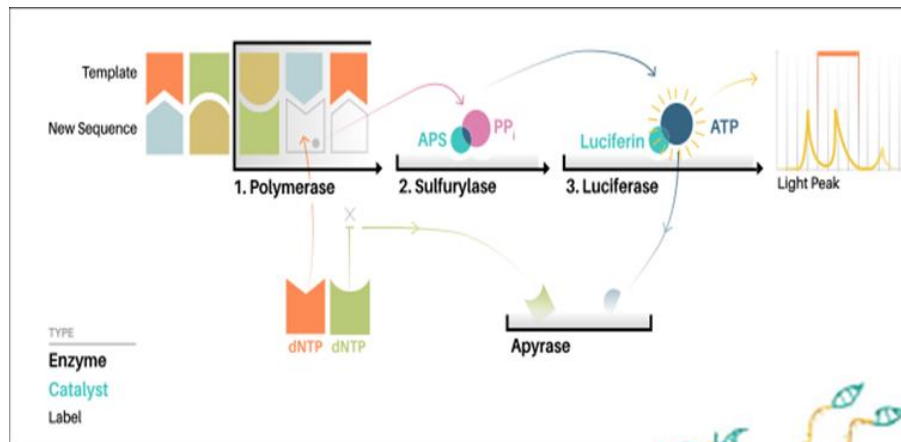 Template
New Sequence
1. Polymerase
APS
PPi
2. Sulfurylase
Luciferin
ATP
3. Luciferase
Light Peak
X
dNTP dNTP
Apyrase
TYPE
Enzyme
Catalyst
Label